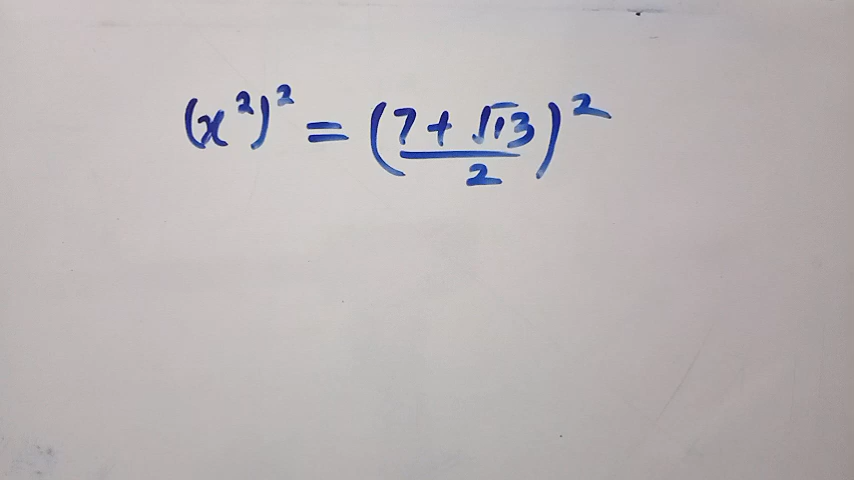 (x²)² = ((7 + √13)/2)²